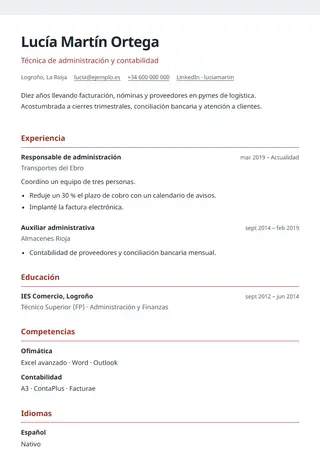 Lucía Martín Ortega
Técnica de administración y contabilidad
Logroño, La Rioja lucia@ejemplo.es +34 600 000 000 LinkedIn · luciamartin
Diez años llevando facturación, nóminas y proveedores en pymes de logística.
Acostumbrada a cierres trimestrales, conciliación bancaria y atención a clientes.
Experiencia
Responsable de administración mar 2019 – Actualidad
Transportes del Ebro
Coordino un equipo de tres personas.
• Reduje un 30 % el plazo de cobro con un calendario de avisos.
• Implanté la factura electrónica.
Auxiliar administrativa sept 2014 – feb 2019
Almacenes Rioja
• Contabilidad de proveedores y conciliación bancaria mensual.
Educación
IES Comercio, Logroño sept 2012 – jun 2014
Técnico Superior (FP) · Administración y Finanzas
Competencias
Ofimática
Excel avanzado · Word · Outlook
Contabilidad
A3 · ContaPlus · Facturae
Idiomas
Español
Nativo